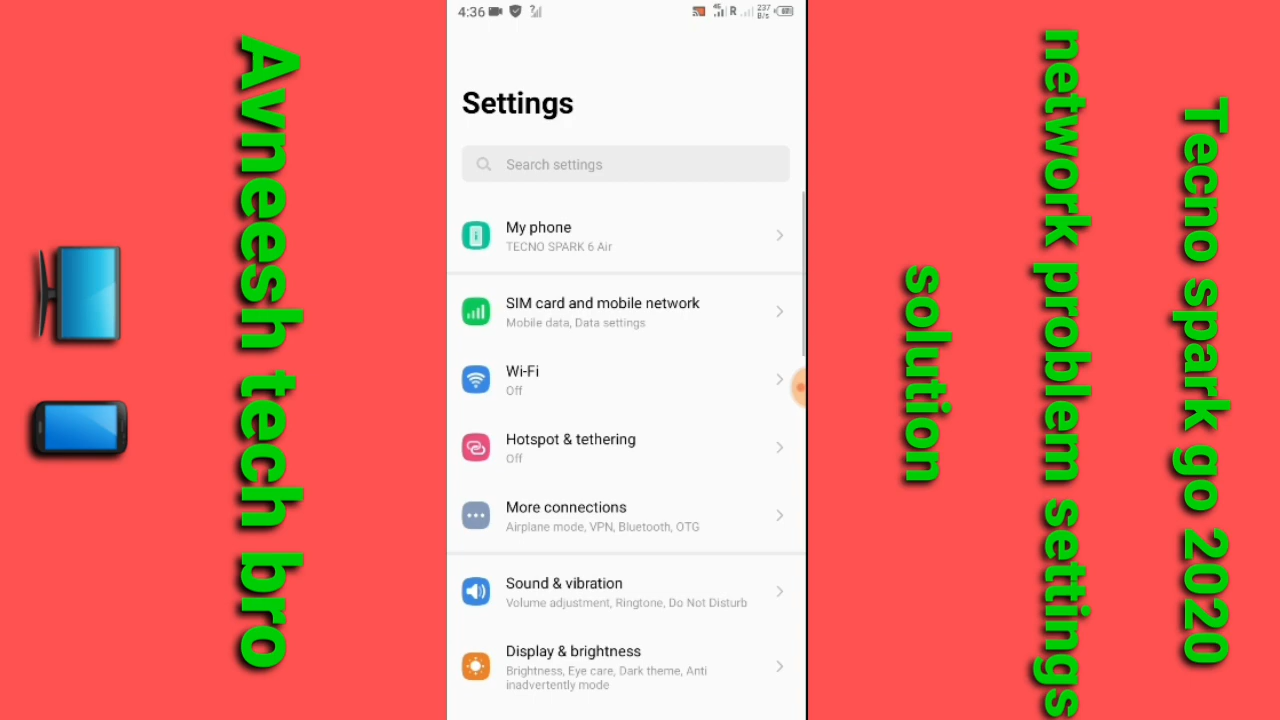 Avneesh tech bro
4:36
4G
R
237
B/s
Settings
Search settings
My phone
TECNO SPARK 6 Air
SIM card and mobile network
Mobile data, Data settings
Wi-Fi
Off
Hotspot & tethering
Off
More connections
Airplane mode, VPN, Bluetooth, OTG
Sound & vibration
Volume adjustment, Ringtone, Do Not Disturb
Display & brightness
Brightness, Eye care, Dark theme, Anti
inadvertently mode
Tecno spark go 2020
network problem settings
solution